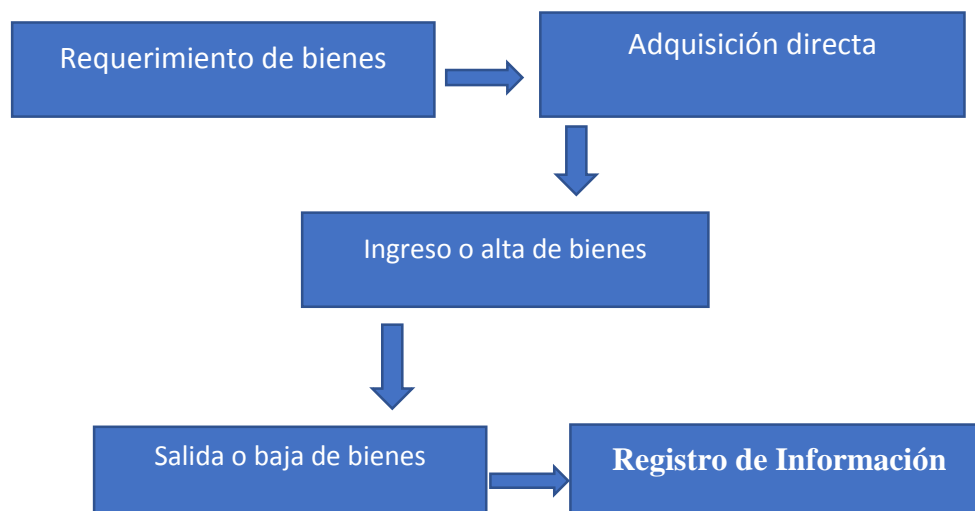 Requerimiento de bienes
Adquisición directa
Ingreso o alta de bienes
Salida o baja de bienes
Registro de Información